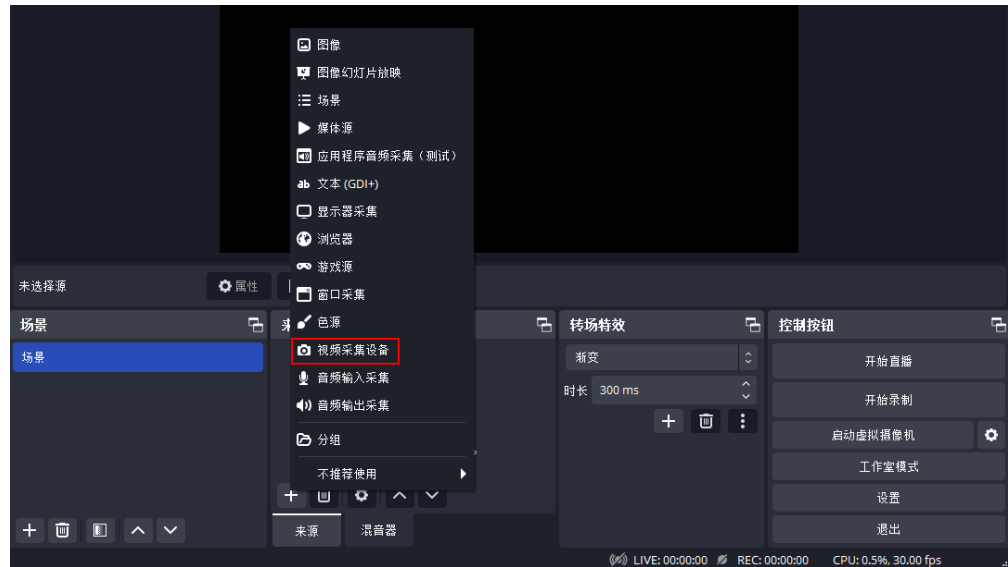 图像
图像幻灯片放映
场景
媒体源
应用程序音频采集（测试）
ab 文本 (GDI+)
显示器采集
浏览器
游戏源
窗口采集
色源
视频采集设备
音频输入采集
音频输出采集
分组
不推荐使用
未选择源
属性
场景
场景
来源
混音器
转场特效
渐变
时长 300 ms
控制按钮
开始直播
开始录制
启动虚拟摄像机
工作室模式
设置
退出
LIVE: 00:00:00 REC: 00:00:00 CPU: 0.5%, 30.00 fps